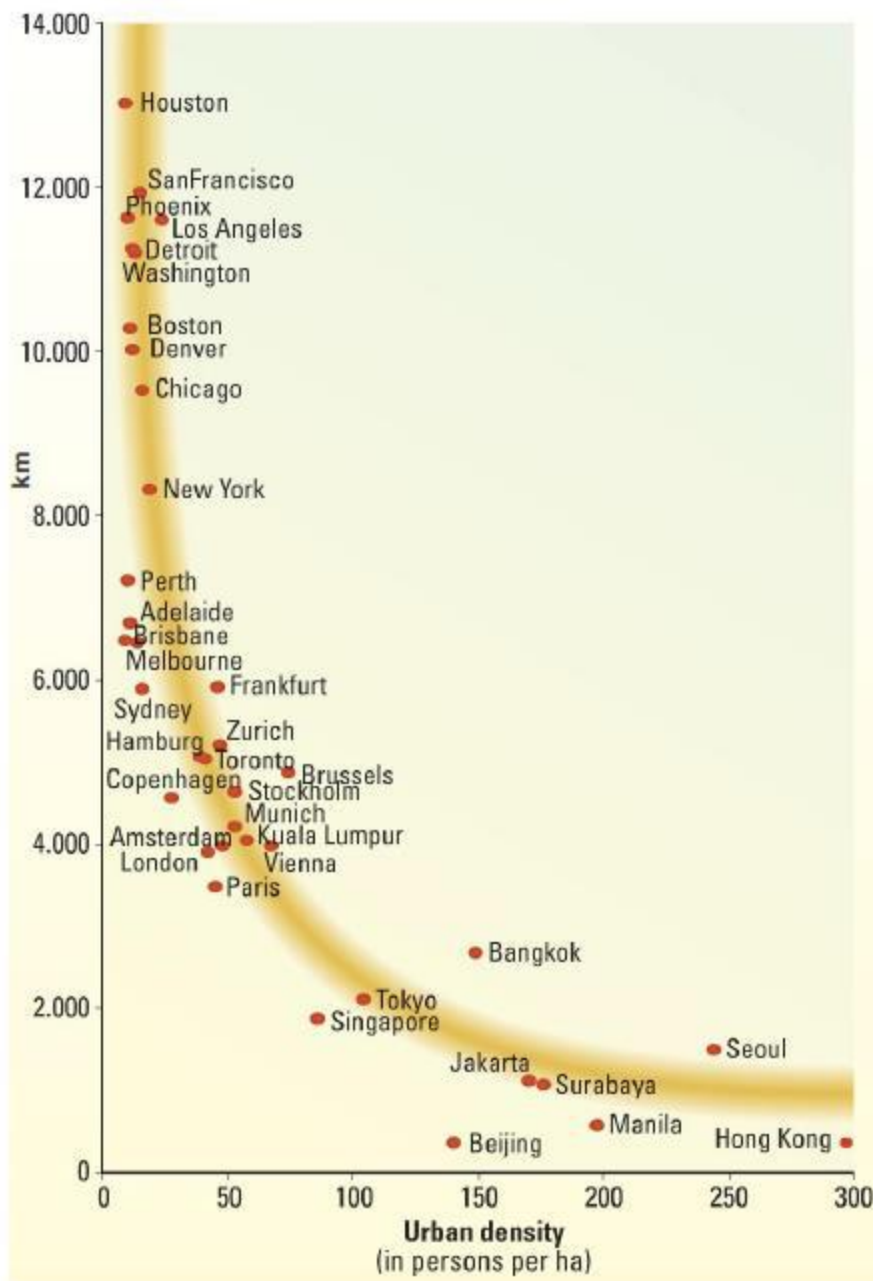 14.000
Houston
12.000
SanFrancisco
Phoenix
Los Angeles
Detroit
Washington
Boston
10.000
Denver
Chicago
km
New York
8.000
Perth
Adelaide
Brisbane
Melbourne
6.000
Frankfurt
Sydney
Zurich
Hamburg
Toronto
Brussels
Copenhagen
Stockholm
Munich
4.000
Amsterdam
Kuala Lumpur
London
Vienna
Paris
Bangkok
2.000
Tokyo
Singapore
Seoul
Jakarta
Surabaya
Manila
Beijing
Hong Kong
0
0 50 100 150 200 250 300
Urban density
(in persons per ha)